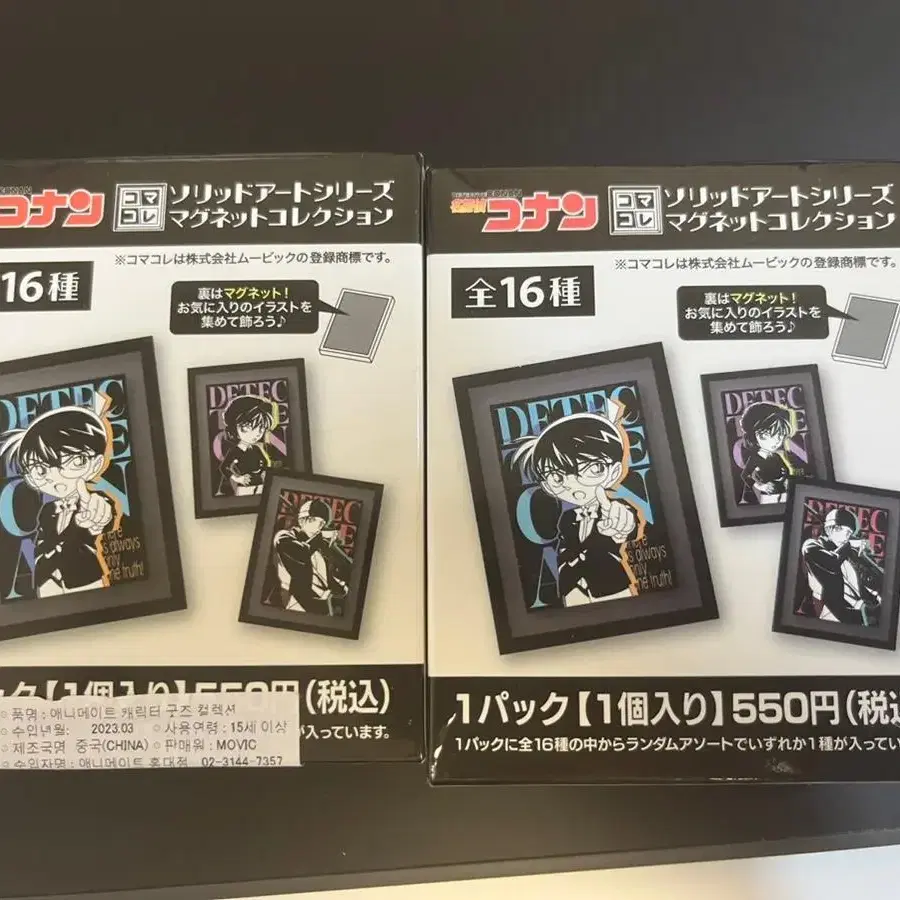 CONAN
コナン
コマ
コレ
ソリッドアートシリーズ
マグネットコレクション
※コマコレは株式会社ムービックの登録商標です。
16種
裏はマグネット!
お気に入りのイラストを
集めて飾ろう♪
DETEC
here
is always
only
one truth!
DETEC
DETEC
【1個入り】550円(税込)
が入っています。
○ 품명 : 애니메이트 캐릭터 굿즈 컬렉션
○ 수입년월: 2023.03 ○ 사용연령 : 15세 이상
○ 제조국명 중국(CHINA) ○ 판매원 : MOVIC
○ 수입자명 : 애니메이트 홍대점 02-3144-7357
CONAN
名探偵
コナン
コマ
コレ
ソリッドアートシリーズ
マグネットコレクション
※コマコレは株式会社ムービックの登録商標です。
全16種
裏はマグネット!
お気に入りのイラストを
集めて飾ろう♪
DETEC
here
is always
only
one truth!
DETEC
DETEC
1パック【1個入り】550円(税込
1パックに全16種の中からランダムアソートでいずれか1種が入ってい